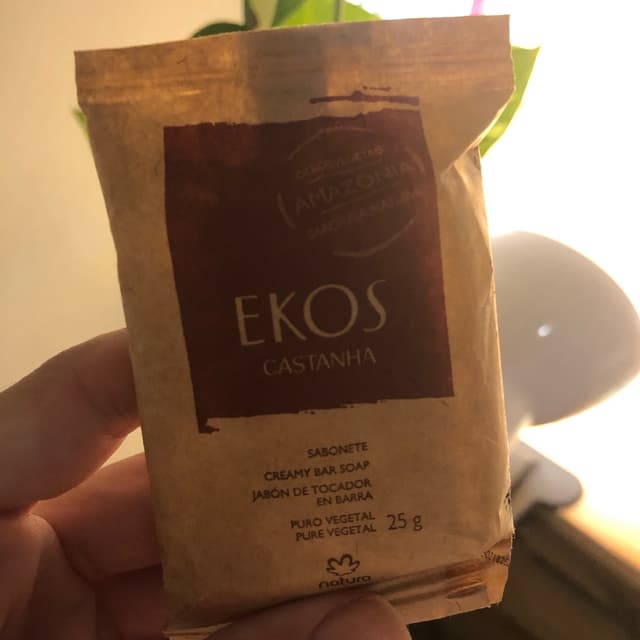 AMAZÔNIA
EKOS
CASTANHA
SABONETE
CREAMY BAR SOAP
JABÓN DE TOCADOR
EN BARRA
PURO VEGETAL
PURE VEGETAL 25 g
natura